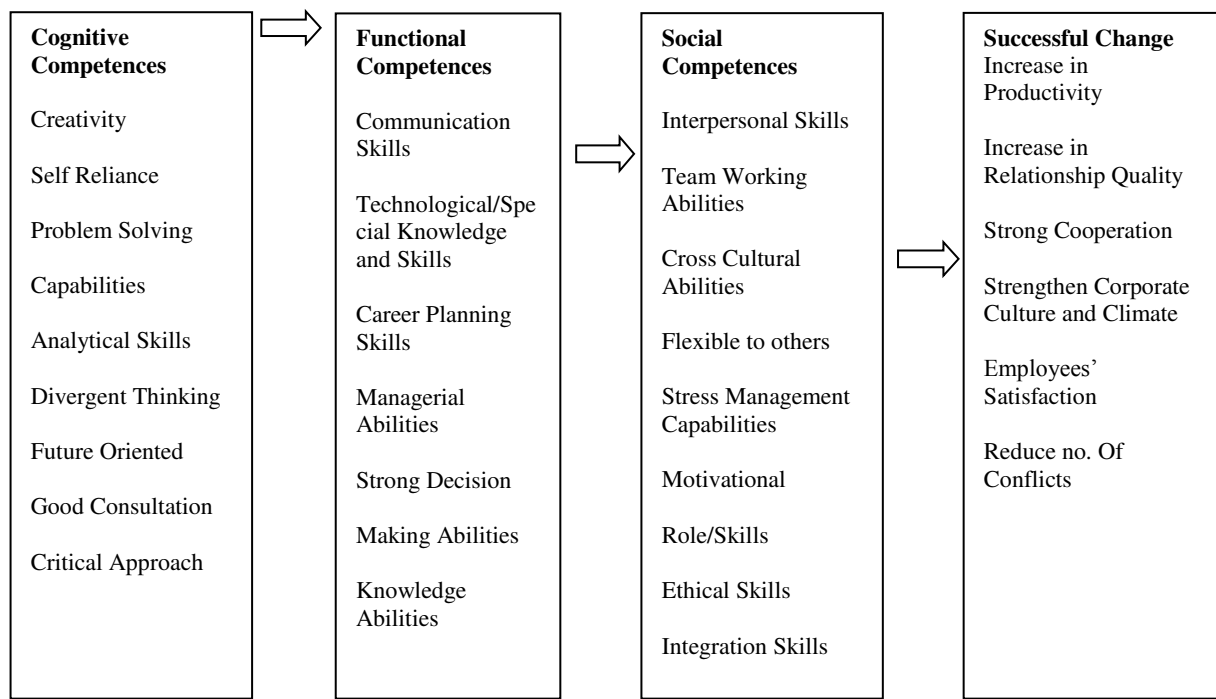 Cognitive
Competences
Creativity
Self Reliance
Problem Solving
Capabilities
Analytical Skills
Divergent Thinking
Future Oriented
Good Consultation
Critical Approach
Functional
Competences
Communication
Skills
Technological/Spe
cial Knowledge
and Skills
Career Planning
Skills
Managerial
Abilities
Strong Decision
Making Abilities
Knowledge
Abilities
Social
Competences
Interpersonal Skills
Team Working
Abilities
Cross Cultural
Abilities
Flexible to others
Stress Management
Capabilities
Motivational
Role/Skills
Ethical Skills
Integration Skills
Successful Change
Increase in
Productivity
Increase in
Relationship Quality
Strong Cooperation
Strengthen Corporate
Culture and Climate
Employees’
Satisfaction
Reduce no. Of
Conflicts